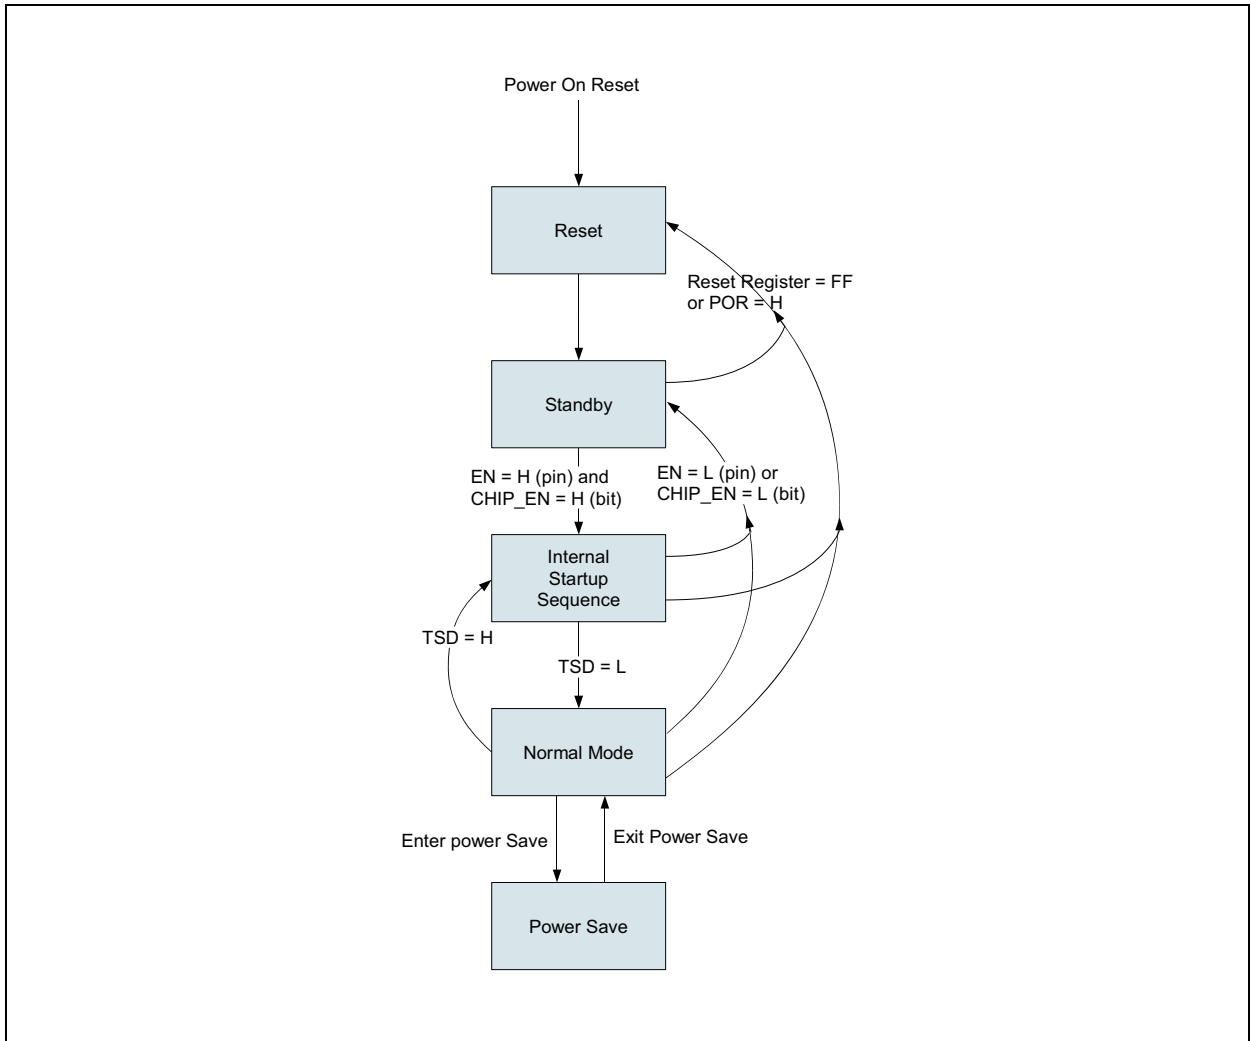 Power On Reset
Reset
Reset Register = FF
or POR = H
Standby
EN = H (pin) and
CHIP_EN = H (bit)
EN = L (pin) or
CHIP_EN = L (bit)
Internal
Startup
Sequence
TSD = H
TSD = L
Normal Mode
Enter power Save
Exit Power Save
Power Save